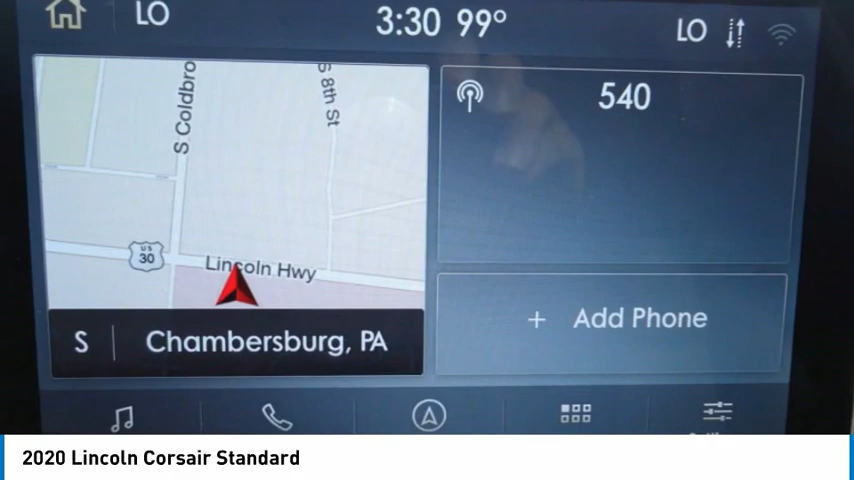 LO
3:30 99°
LO
S Coldbro
S 8th St
540
US
30
Lincoln Hwy
S
Chambersburg, PA
+ Add Phone
2020 Lincoln Corsair Standard